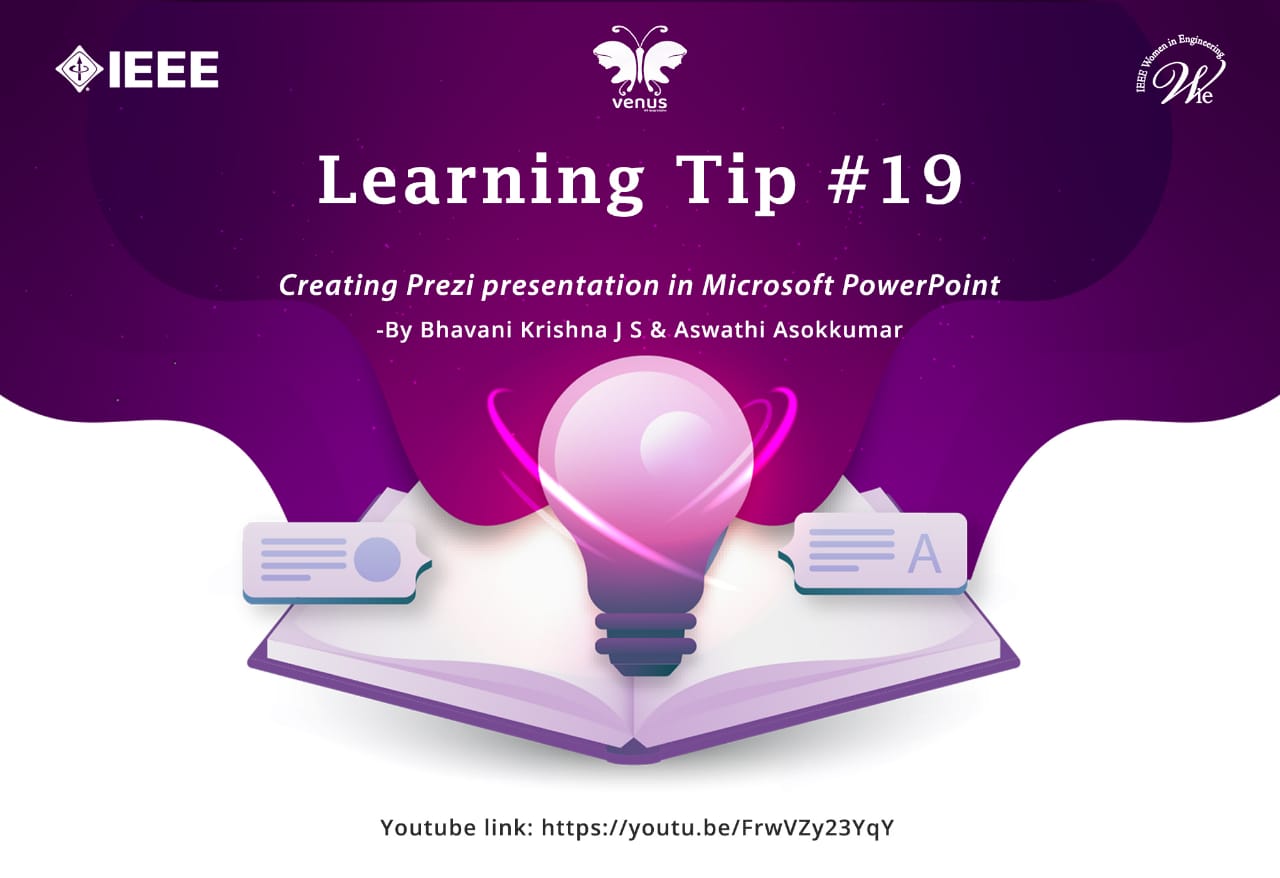 IEEE
venus
IEEE Women in Engineering
Wie
Learning Tip #19
Creating Prezi presentation in Microsoft PowerPoint
-By Bhavani Krishna J S & Aswathi Asokkumar
A
Youtube link: https://youtu.be/FrwVZy23YqY